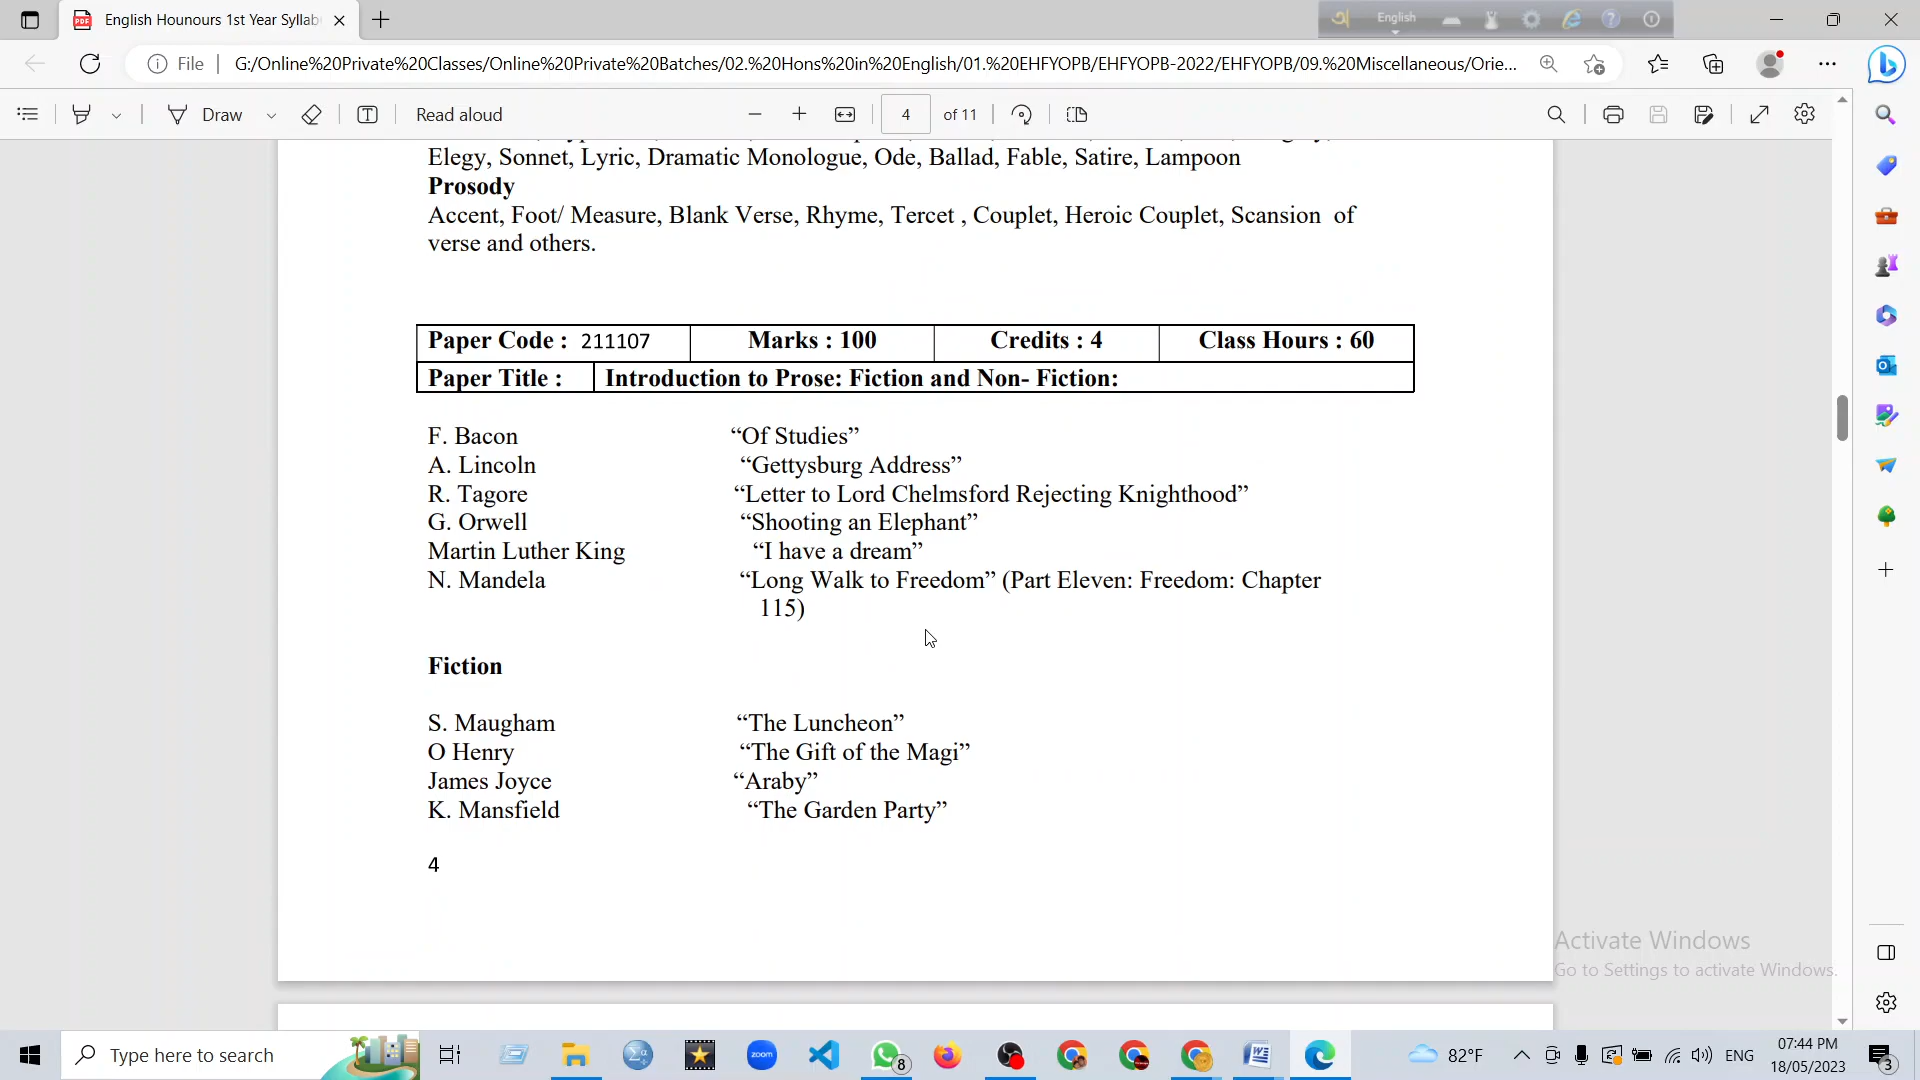 English Hounours 1st Year Syllab
English
File
G:/Online%20Private%20Classes/Online%20Private%20Batches/02.%20Hons%20in%20English/01.%20EHFYOPB/EHFYOPB-2022/EHFYOPB/09.%20Miscellaneous/Orie...
Draw
Read aloud
4 of 11
Elegy, Sonnet, Lyric, Dramatic Monologue, Ode, Ballad, Fable, Satire, Lampoon
Prosody
Accent, Foot/ Measure, Blank Verse, Rhyme, Tercet , Couplet, Heroic Couplet, Scansion of
verse and others.
Paper Code : 211107 Marks : 100 Credits : 4 Class Hours : 60
Paper Title : Introduction to Prose: Fiction and Non- Fiction:
F. Bacon “Of Studies”
A. Lincoln “Gettysburg Address”
R. Tagore “Letter to Lord Chelmsford Rejecting Knighthood”
G. Orwell “Shooting an Elephant”
Martin Luther King “I have a dream”
N. Mandela “Long Walk to Freedom” (Part Eleven: Freedom: Chapter
115)
Fiction
S. Maugham “The Luncheon”
O Henry “The Gift of the Magi”
James Joyce “Araby”
K. Mansfield “The Garden Party”
4
Activate Windows
Go to Settings to activate Windows.
Type here to search
zoom
8
82°F
ENG
07:44 PM
18/05/2023
3